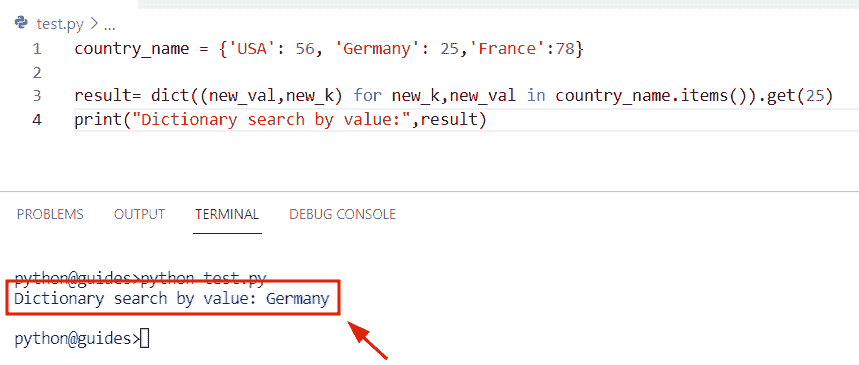 test.py > ...
1 country_name = {'USA': 56, 'Germany': 25,'France':78}
2
3 result= dict((new_val,new_k) for new_k,new_val in country_name.items()).get(25)
4 print("Dictionary search by value:",result)
PROBLEMS OUTPUT TERMINAL DEBUG CONSOLE
python@guides>python test.py
Dictionary search by value: Germany
python@guides>